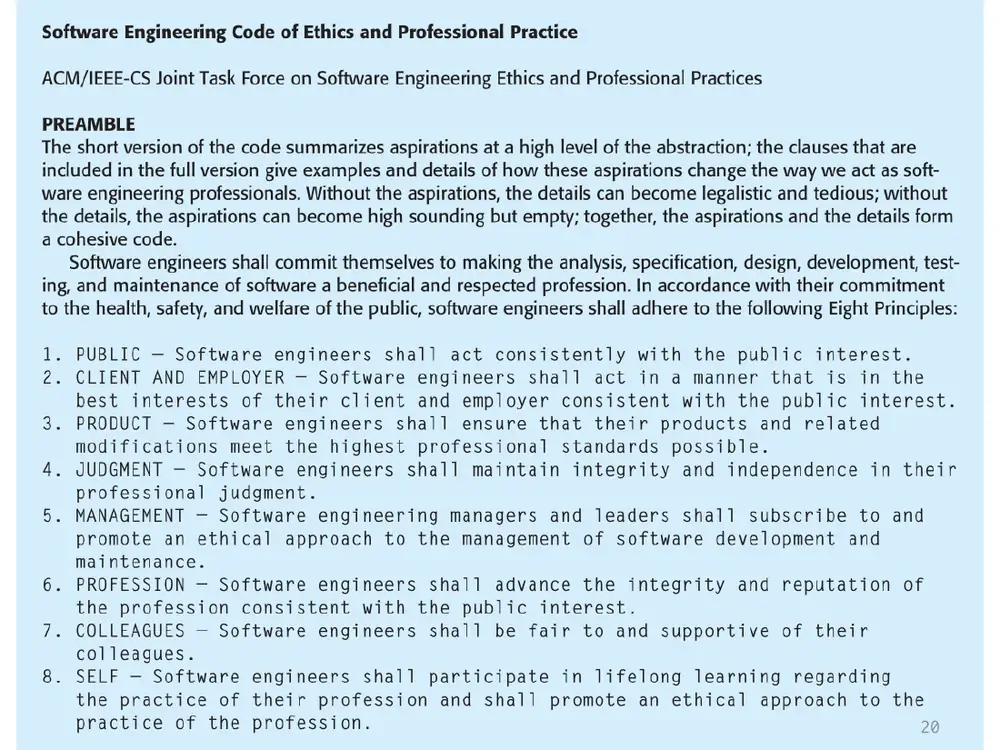 Software Engineering Code of Ethics and Professional Practice
ACM/IEEE-CS Joint Task Force on Software Engineering Ethics and Professional Practices
PREAMBLE
The short version of the code summarizes aspirations at a high level of the abstraction; the clauses that are
included in the full version give examples and details of how these aspirations change the way we act as soft-
ware engineering professionals. Without the aspirations, the details can become legalistic and tedious; without
the details, the aspirations can become high sounding but empty; together, the aspirations and the details form
a cohesive code.
Software engineers shall commit themselves to making the analysis, specification, design, development, test-
ing, and maintenance of software a beneficial and respected profession. In accordance with their commitment
to the health, safety, and welfare of the public, software engineers shall adhere to the following Eight Principles:
1. PUBLIC — Software engineers shall act consistently with the public interest.
2. CLIENT AND EMPLOYER — Software engineers shall act in a manner that is in the
best interests of their client and employer consistent with the public interest.
3. PRODUCT — Software engineers shall ensure that their products and related
modifications meet the highest professional standards possible.
4. JUDGMENT — Software engineers shall maintain integrity and independence in their
professional judgment.
5. MANAGEMENT — Software engineering managers and leaders shall subscribe to and
promote an ethical approach to the management of software development and
maintenance.
6. PROFESSION — Software engineers shall advance the integrity and reputation of
the profession consistent with the public interest.
7. COLLEAGUES — Software engineers shall be fair to and supportive of their
colleagues.
8. SELF — Software engineers shall participate in lifelong learning regarding
the practice of their profession and shall promote an ethical approach to the
practice of the profession.
20